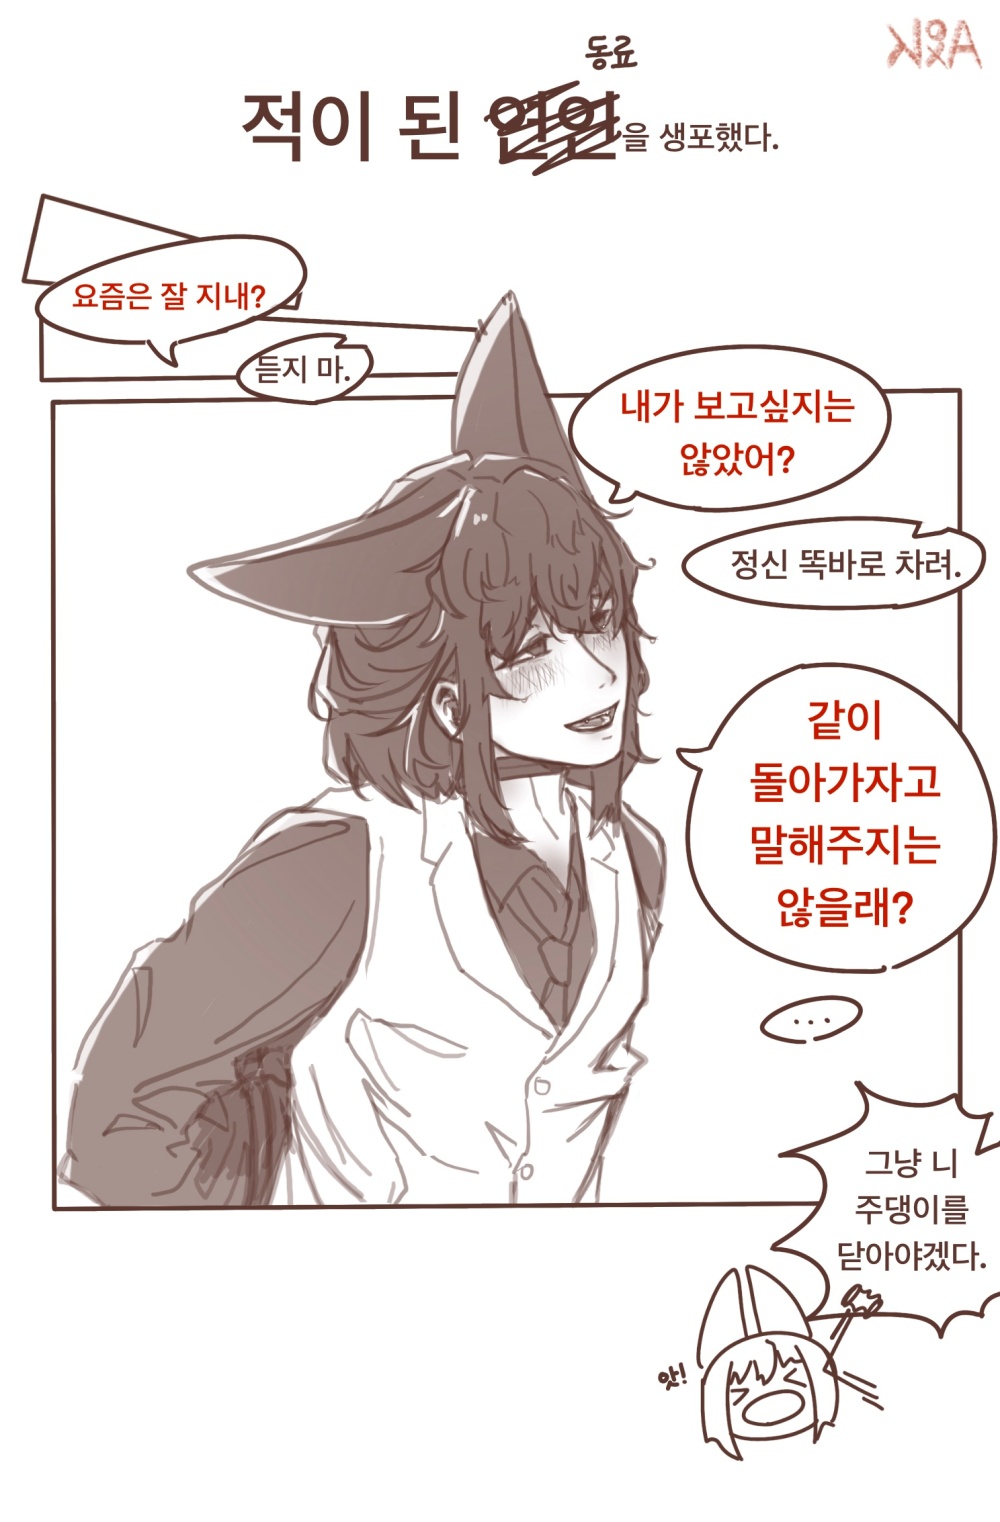 동료
적이 된 연인을 생포했다.
요즘은 잘 지내?
듣지 마.
내가 보고싶지는
않았어?
정신 똑바로 차려.
같이
돌아가자고
말해주지는
않을래?
...
그냥 니
주댕이를
닫아야겠다.
앗!